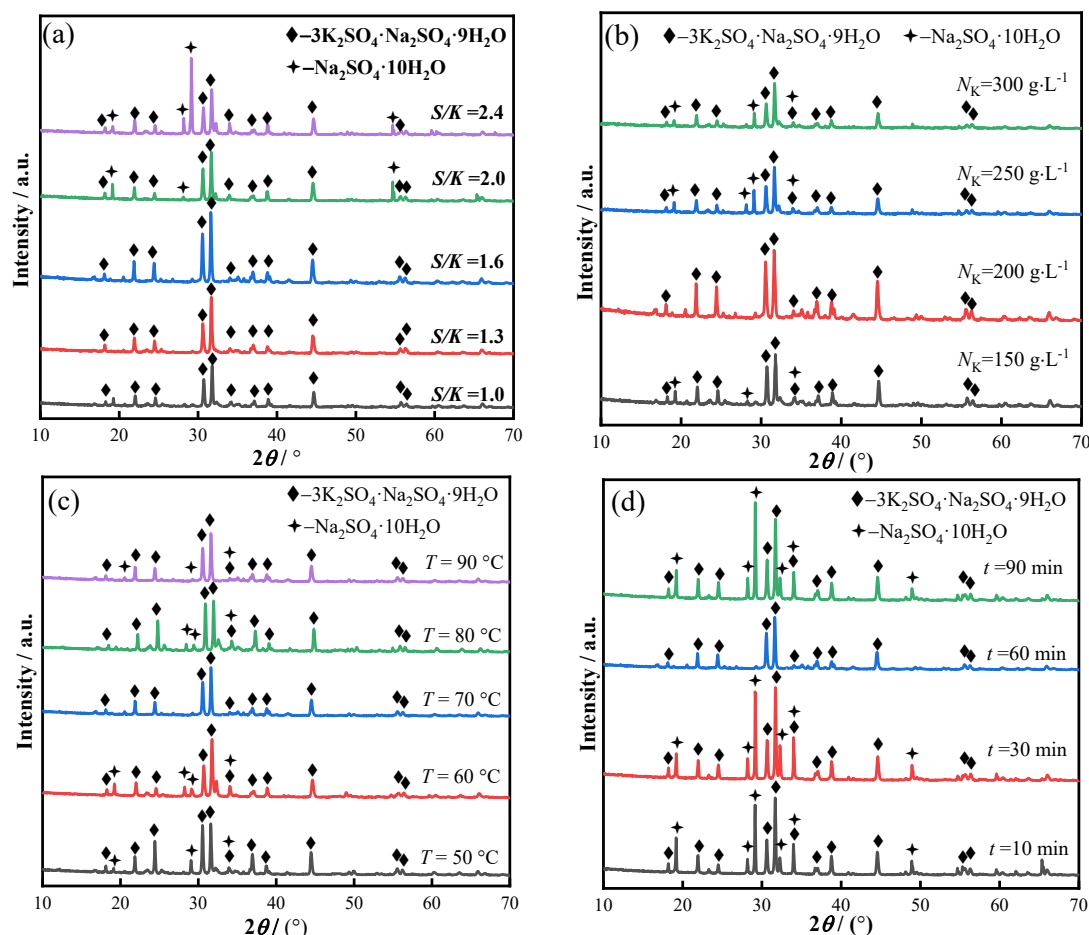 (a)
♦–3K₂SO₄·Na₂SO₄·9H₂O
✦–Na₂SO₄·10H₂O
S/K =2.4
S/K =2.0
S/K =1.6
S/K =1.3
S/K =1.0
Intensity / a.u.
10 20 30 40 50 60 70
2θ / °
(b)
♦–3K₂SO₄·Na₂SO₄·9H₂O ✦–Na₂SO₄·10H₂O
N_K=300 g·L⁻¹
N_K=250 g·L⁻¹
N_K=200 g·L⁻¹
N_K=150 g·L⁻¹
Intensity / a.u.
10 20 30 40 50 60 70
2θ / (°)
(c)
♦–3K₂SO₄·Na₂SO₄·9H₂O
✦–Na₂SO₄·10H₂O
T = 90 °C
T = 80 °C
T = 70 °C
T = 60 °C
T = 50 °C
Intensity / a.u.
10 20 30 40 50 60 70
2θ / (°)
(d)
♦–3K₂SO₄·Na₂SO₄·9H₂O
✦–Na₂SO₄·10H₂O
t = 90 min
t = 60 min
t = 30 min
t = 10 min
Intensity / a.u.
10 20 30 40 50 60 70
2θ / (°)